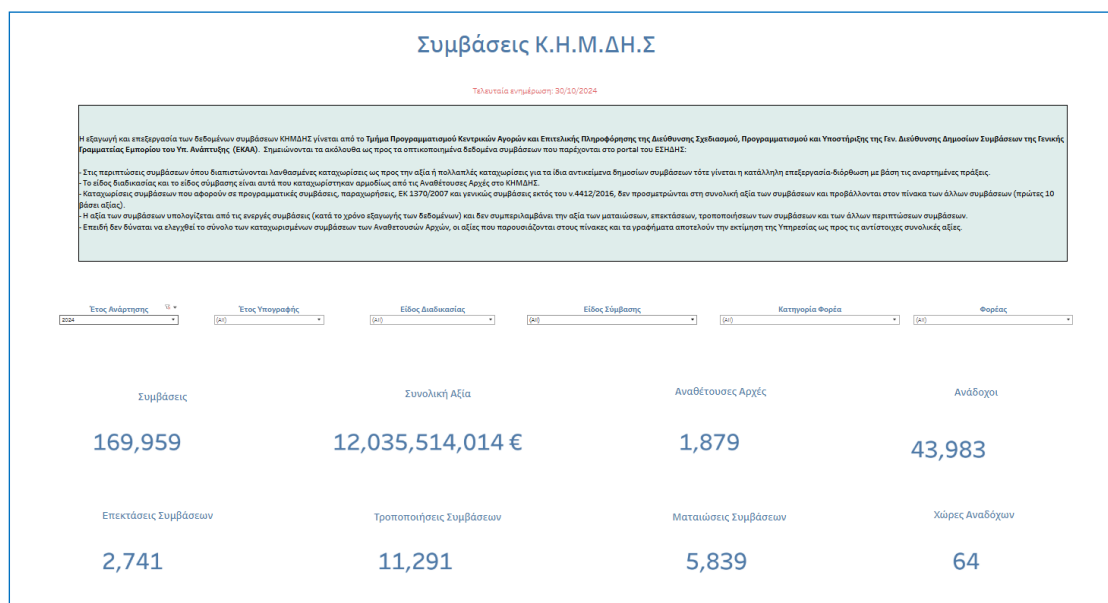 Συμβάσεις Κ.Η.Μ.ΔΗ.Σ
Τελευταία ενημέρωση: 30/10/2024
Η εξαγωγή και επεξεργασία των δεδομένων συμβάσεων ΚΗΜΔΗΣ γίνεται από το Τμήμα Προγραμματισμού Κεντρικών Αγορών και Επιτελικής Πληροφόρησης της Διεύθυνσης Σχεδιασμού, Προγραμματισμού και Υποστήριξης της Γεν. Διεύθυνσης Δημοσίων Συμβάσεων της Γενικής
Γραμματείας Εμπορίου του Υπ. Ανάπτυξης (ΕΚΑΑ). Σημειώνονται τα ακόλουθα ως προς τα οπτικοποιημένα δεδομένα συμβάσεων που παρέχονται στο portal του ΕΣΗΔΗΣ:
- Στις περιπτώσεις συμβάσεων όπου διαπιστώνονται λανθασμένες καταχωρίσεις ως προς την αξία ή πολλαπλές καταχωρίσεις για τα ίδια αντικείμενα δημοσίων συμβάσεων τότε γίνεται η κατάλληλη επεξεργασία-διόρθωση με βάση τις αναρτημένες πράξεις.
- Το είδος διαδικασίας και το είδος σύμβασης είναι αυτά που καταχωρίστηκαν αρμοδίως από τις Αναθέτουσες Αρχές στο ΚΗΜΔΗΣ.
- Καταχωρίσεις συμβάσεων που αφορούν σε προγραμματικές συμβάσεις, παραχωρήσεις, ΕΚ 1370/2007 και γενικώς συμβάσεις εκτός του ν.4412/2016, δεν προσμετρώνται στη συνολική αξία των συμβάσεων και προβάλλονται στον πίνακα των άλλων συμβάσεων (πρώτες 10
βάσει αξίας).
- Η αξία των συμβάσεων υπολογίζεται από τις ενεργές συμβάσεις (κατά το χρόνο εξαγωγής των δεδομένων) και δεν συμπεριλαμβάνει την αξία των ματαιώσεων, επεκτάσεων, τροποποιήσεων των συμβάσεων και των άλλων περιπτώσεων συμβάσεων.
- Επειδή δεν δύναται να ελεγχθεί το σύνολο των καταχωρισμένων συμβάσεων των Αναθετουσών Αρχών, οι αξίες που παρουσιάζονται στους πίνακες και τα γραφήματα αποτελούν την εκτίμηση της Υπηρεσίας ως προς τις αντίστοιχες συνολικές αξίες.
Έτος Ανάρτησης Έτος Υπογραφής Είδος Διαδικασίας Είδος Σύμβασης Κατηγορία Φορέα Φορέας
2024 (All) (All) (All) (All) (All)
Συμβάσεις Συνολική Αξία Αναθέτουσες Αρχές Ανάδοχοι
169,959 12,035,514,014 € 1,879 43,983
Επεκτάσεις Συμβάσεων Τροποποιήσεις Συμβάσεων Ματαιώσεις Συμβάσεων Χώρες Αναδόχων
2,741 11,291 5,839 64